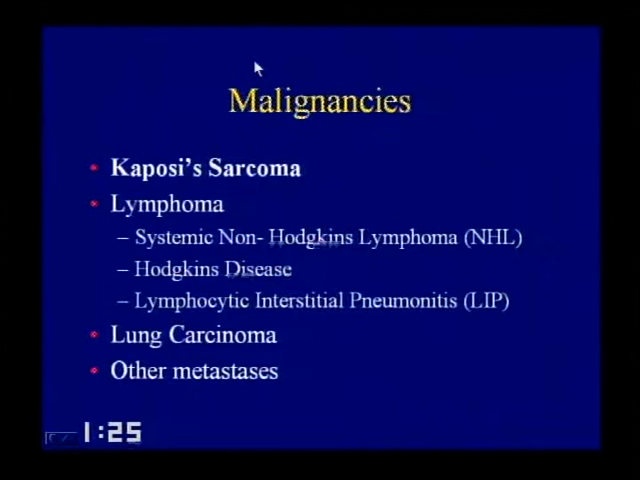 Malignancies
• Kaposi's Sarcoma
• Lymphoma
– Systemic Non- Hodgkins Lymphoma (NHL)
– Hodgkins Disease
– Lymphocytic Interstitial Pneumonitis (LIP)
• Lung Carcinoma
• Other metastases
1:25